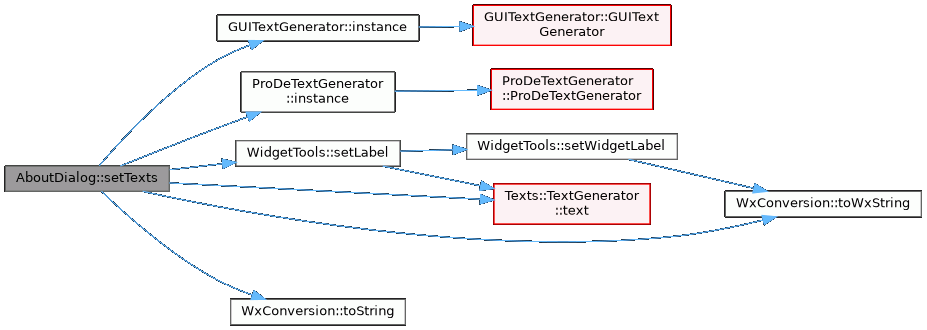 GUITextGenerator::instance
GUITextGenerator::GUIText
Generator
ProDeTextGenerator
::instance
ProDeTextGenerator
::ProDeTextGenerator
WidgetTools::setLabel
WidgetTools::setWidgetLabel
AboutDialog::setTexts
Texts::TextGenerator
::text
WxConversion::toWxString
WxConversion::toString